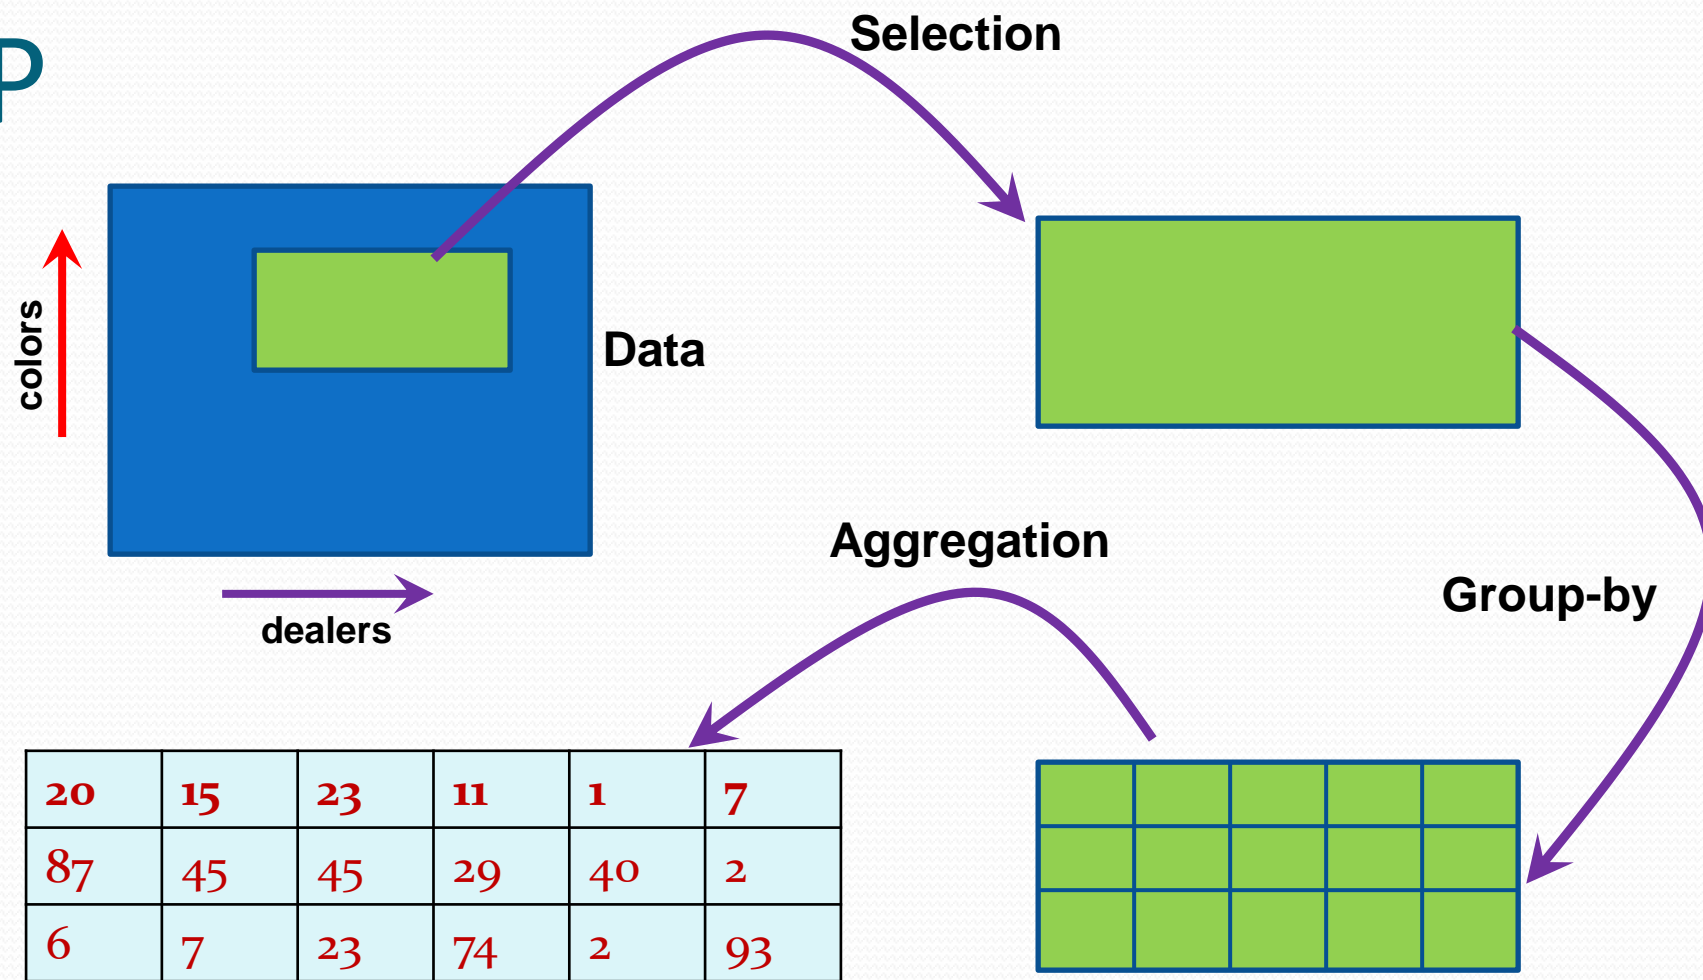 P
Selection
colors
Data
dealers
Aggregation
Group-by
20 15 23 11 1 7
87 45 45 29 40 2
6 7 23 74 2 93